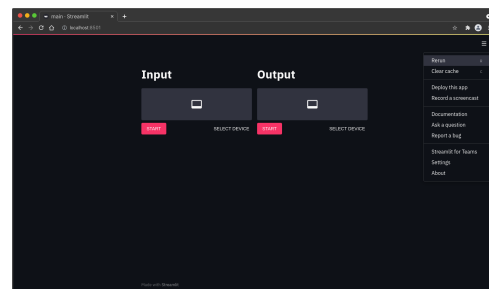 main · Streamlit
localhost:8501
Rerun r
Clear cache c
Deploy this app
Record a screencast
Documentation
Ask a question
Report a bug
Streamlit for Teams
Settings
About
Input Output
START SELECT DEVICE START SELECT DEVICE
Made with Streamlit